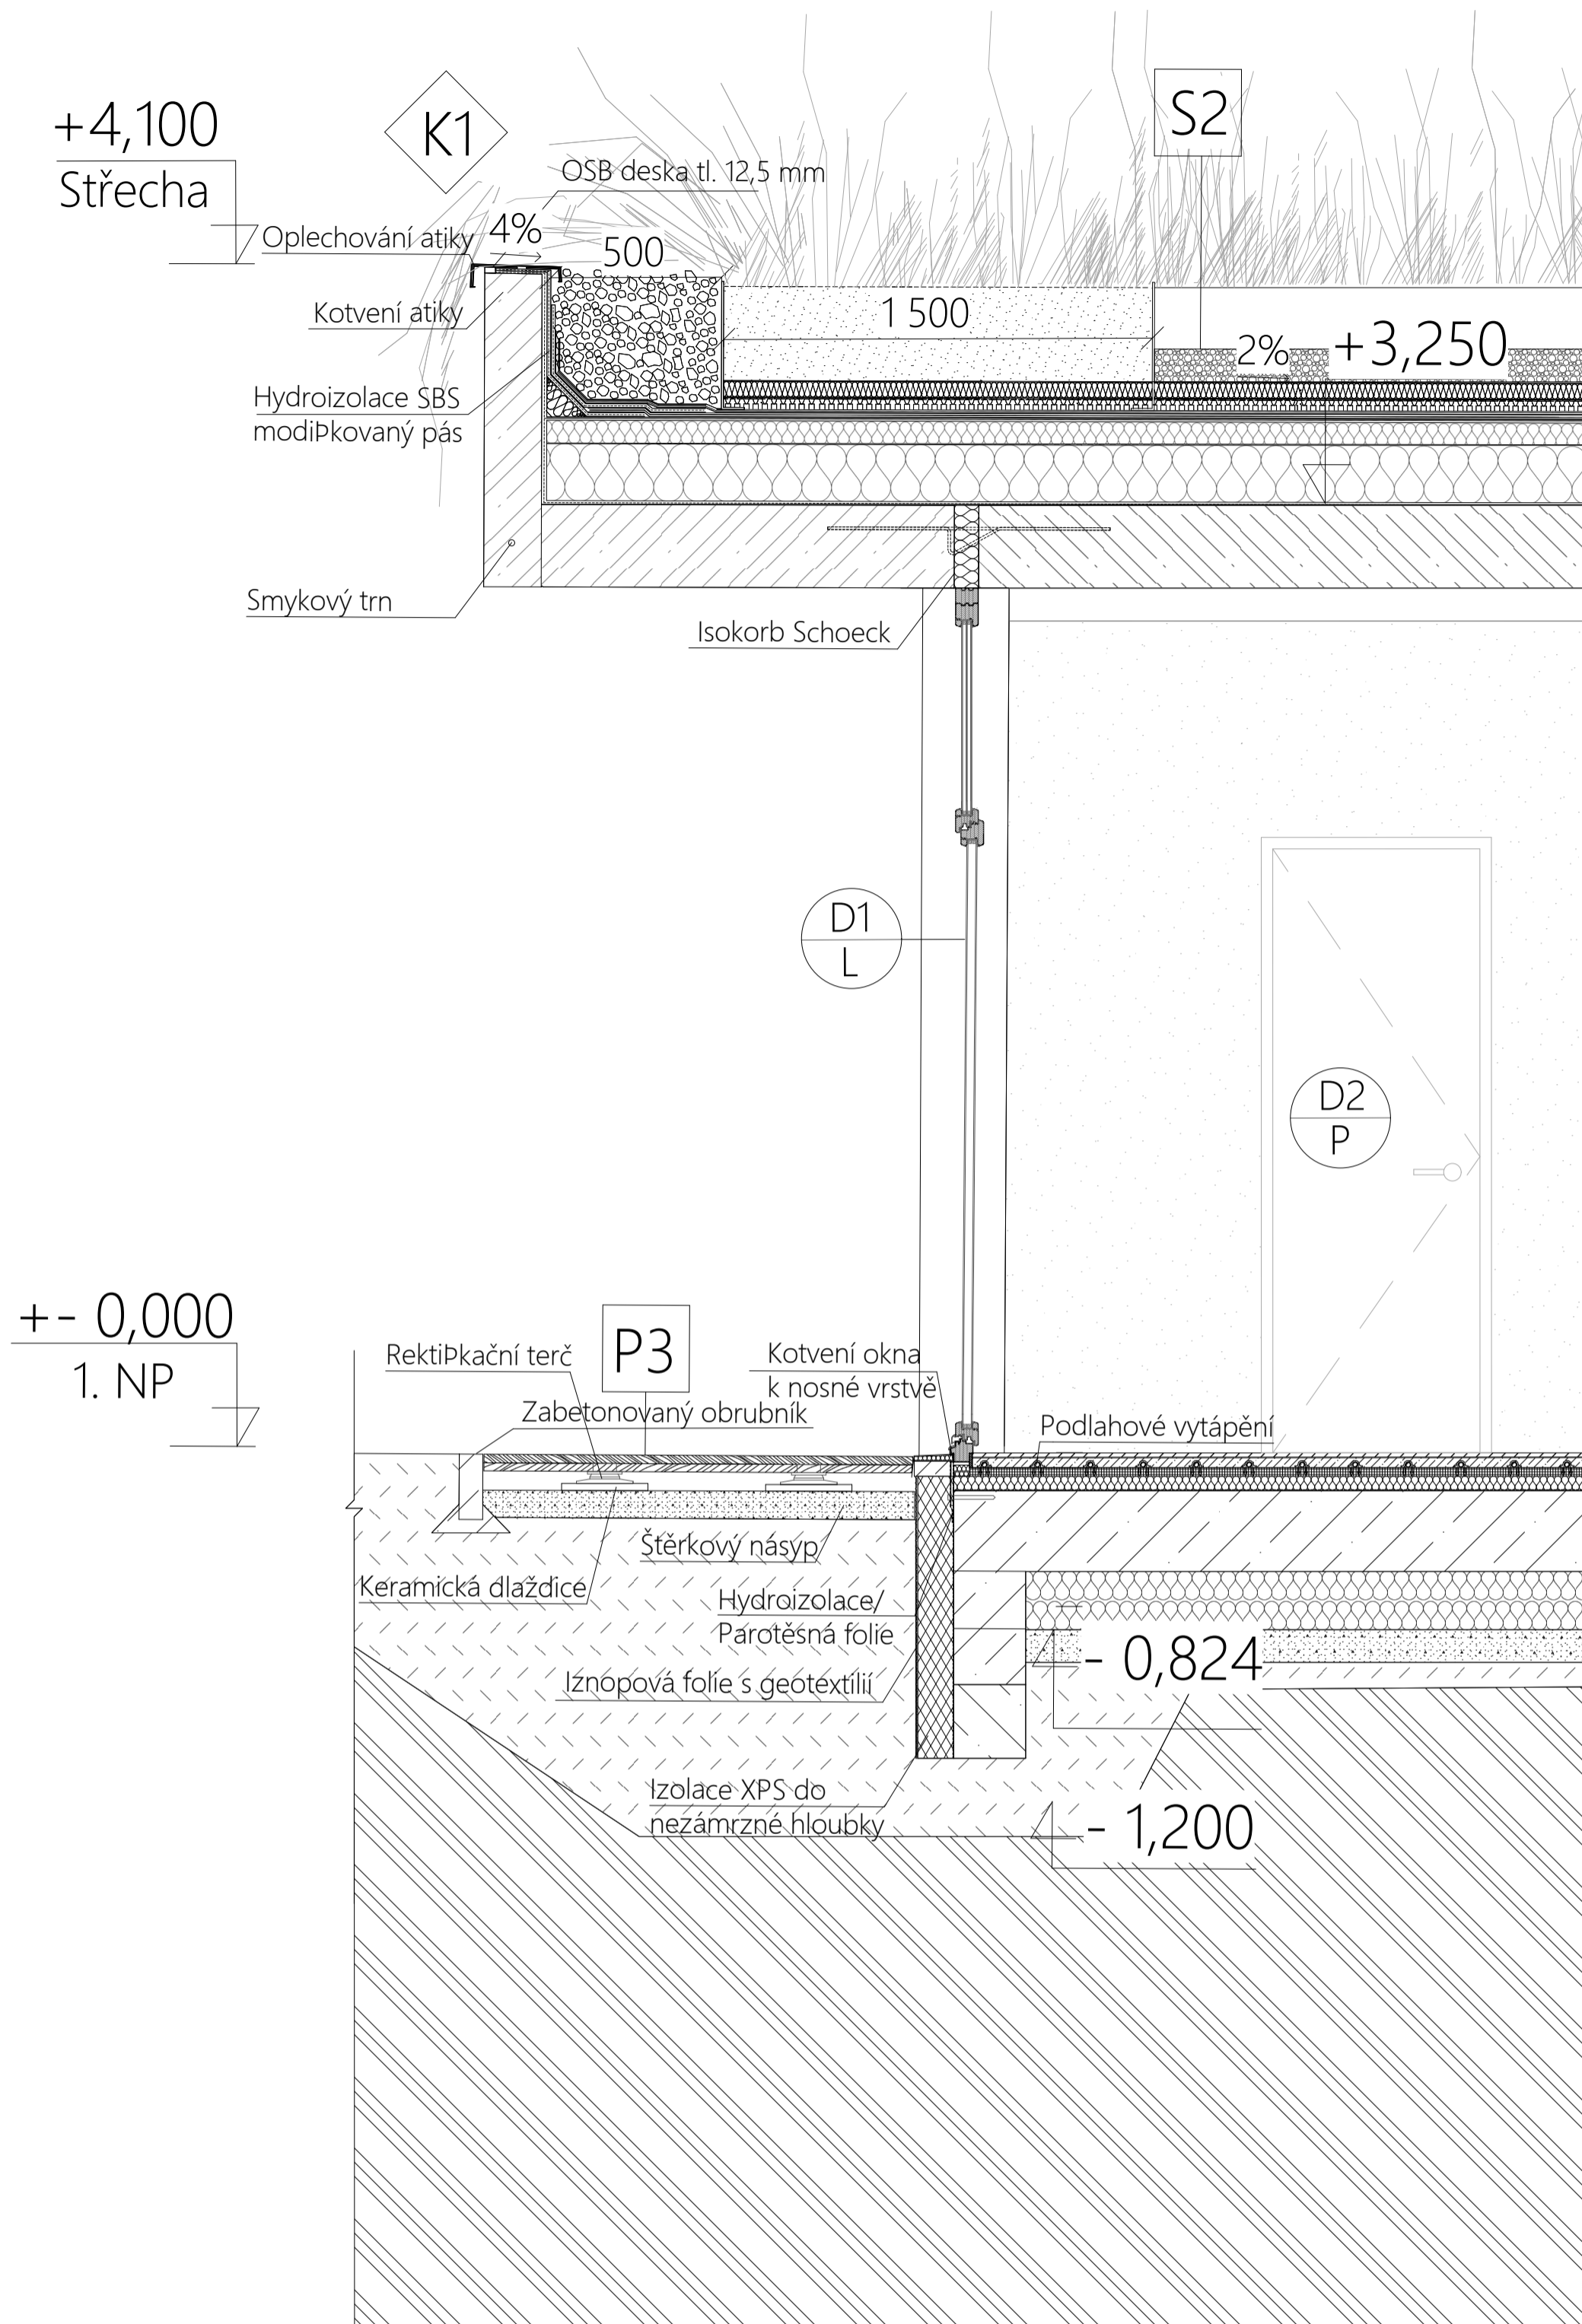 +4,100
Střecha
K1
S2
OSB deska tl. 12,5 mm
Oplechování atiky
4%
500
Kotvení atiky
1 500
2%
+3,250
Hydroizolace SBS
modiÞkovaný pás
Smykový trn
Isokorb Schoeck
D1
L
D2
P
+- 0,000
1. NP
RektiÞkační terč
P3
Kotvení okna
k nosné vrstvě
Zabetonovaný obrubník
Podlahové vytápění
Štěrkový násyp
Keramická dlaždice
Hydroizolace/
Parotěsná folie
- 0,824
Iznopová folie s geotextilií
Izolace XPS do
nezámrzné hloubky
- 1,200